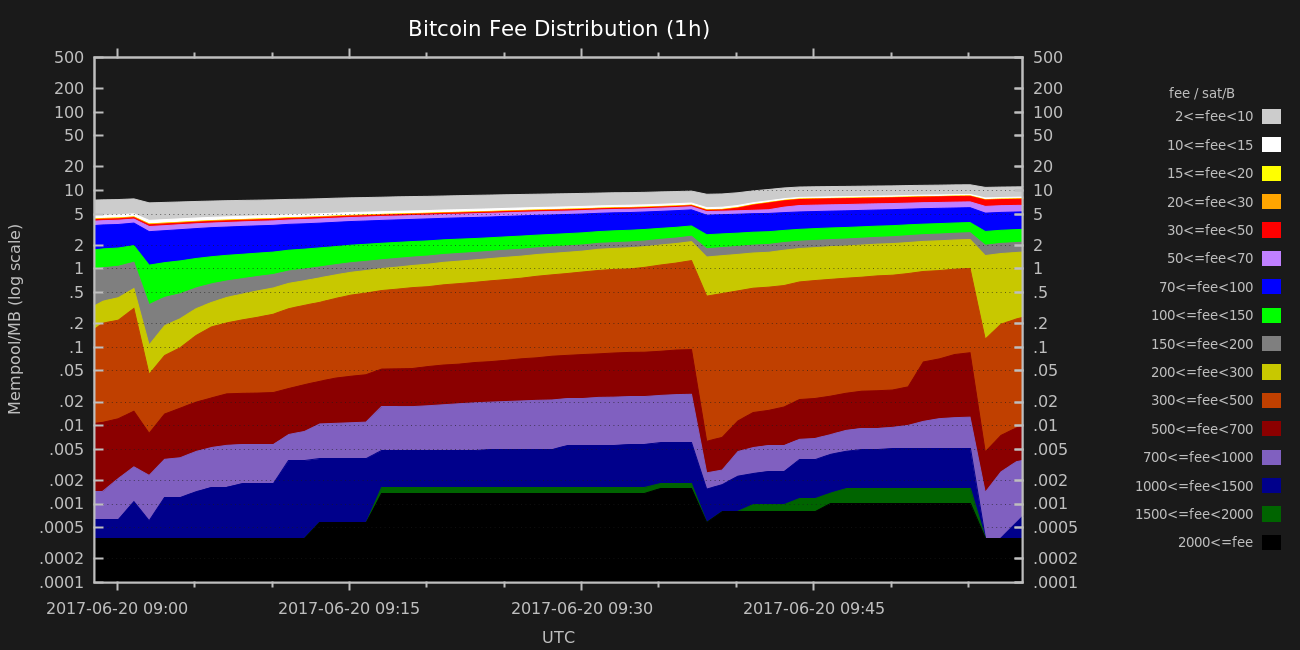 Bitcoin Fee Distribution (1h)
500 500
200 200
100 100
50 50
20 20
10 10
5 5
2 2
1 1
.5 .5
.2 .2
.1 .1
.05 .05
.02 .02
.01 .01
.005 .005
.002 .002
.001 .001
.0005 .0005
.0002 .0002
.0001 .0001
Mempool/MB (log scale)
2017-06-20 09:00 2017-06-20 09:15 2017-06-20 09:30 2017-06-20 09:45
UTC
fee / sat/B
2<=fee<10
10<=fee<15
15<=fee<20
20<=fee<30
30<=fee<50
50<=fee<70
70<=fee<100
100<=fee<150
150<=fee<200
200<=fee<300
300<=fee<500
500<=fee<700
700<=fee<1000
1000<=fee<1500
1500<=fee<2000
2000<=fee